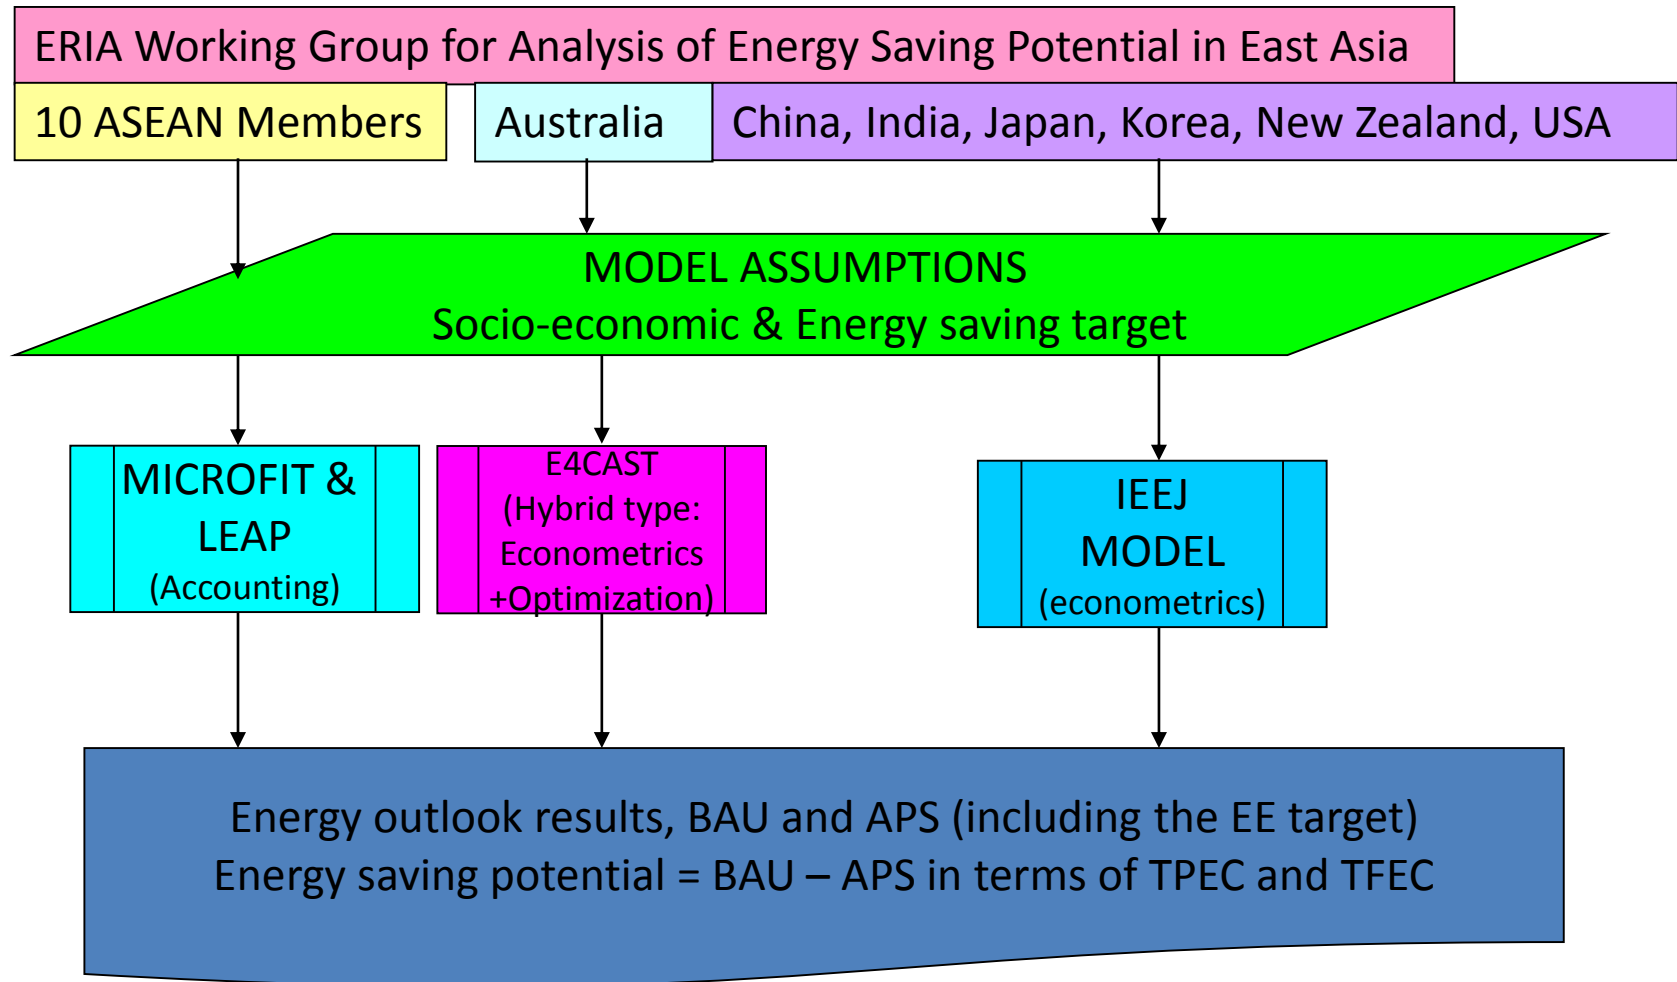 ERIA Working Group for Analysis of Energy Saving Potential in East Asia
10 ASEAN Members
Australia
China, India, Japan, Korea, New Zealand, USA
MODEL ASSUMPTIONS
Socio-economic & Energy saving target
MICROFIT &
LEAP
(Accounting)
E4CAST
(Hybrid type:
Econometrics
+Optimization)
IEEJ
MODEL
(econometrics)
Energy outlook results, BAU and APS (including the EE target)
Energy saving potential = BAU – APS in terms of TPEC and TFEC